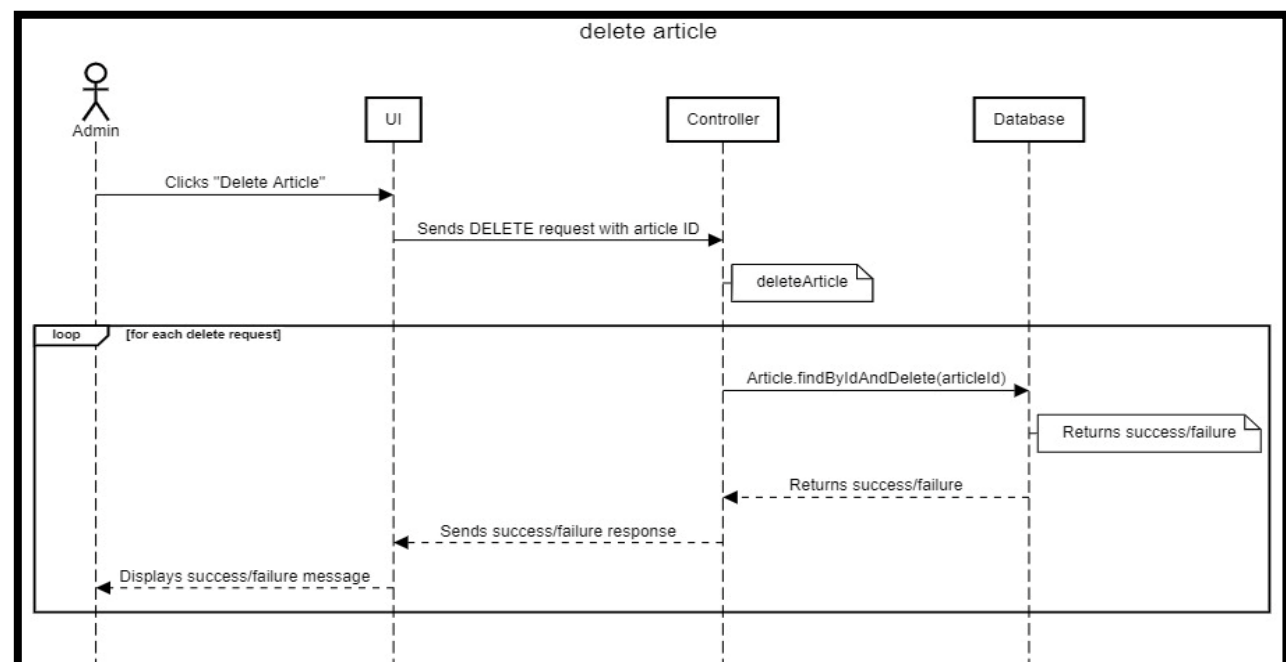 delete article
Admin
UI
Controller
Database
Clicks "Delete Article"
Sends DELETE request with article ID
deleteArticle
loop
[for each delete request]
Article.findByIdAndDelete(articleId)
Returns success/failure
Returns success/failure
Sends success/failure response
Displays success/failure message